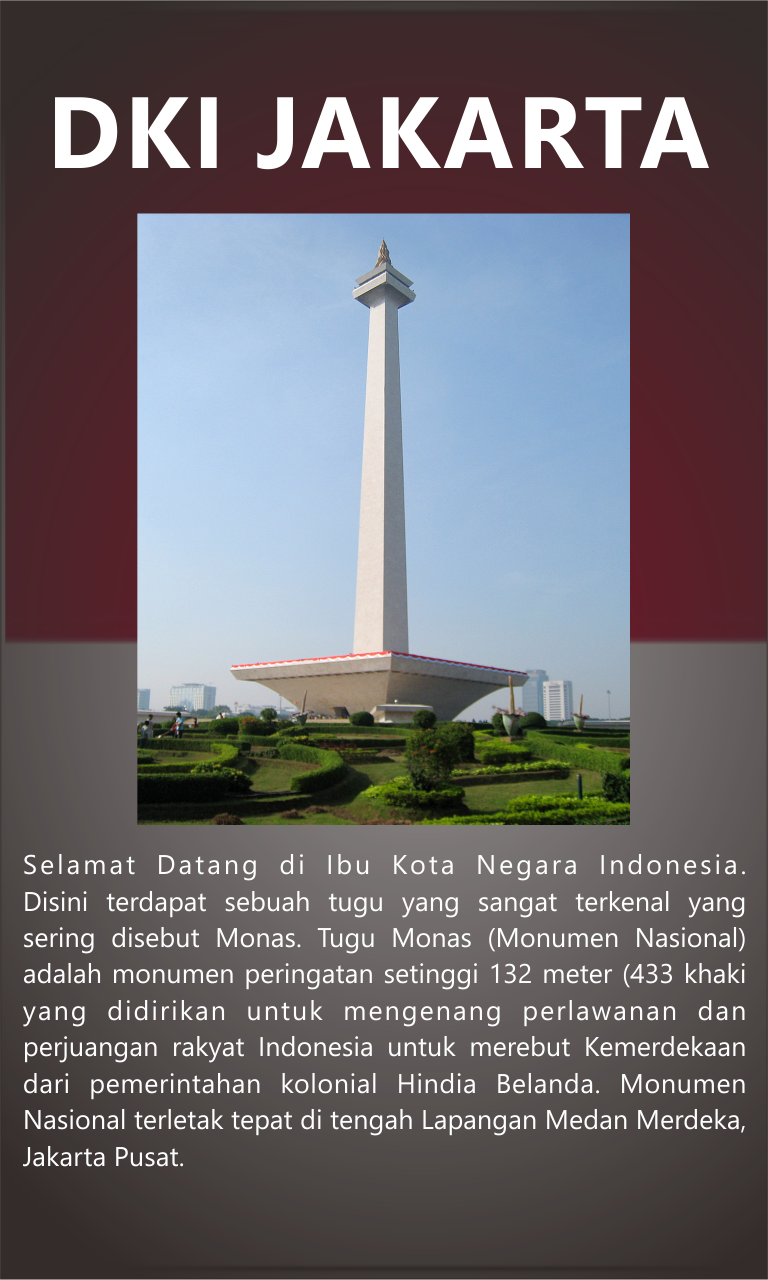 DKI JAKARTA
Selamat Datang di Ibu Kota Negara Indonesia.
Disini terdapat sebuah tugu yang sangat terkenal yang
sering disebut Monas. Tugu Monas (Monumen Nasional)
adalah monumen peringatan setinggi 132 meter (433 khaki
yang didirikan untuk mengenang perlawanan dan
perjuangan rakyat Indonesia untuk merebut Kemerdekaan
dari pemerintahan kolonial Hindia Belanda. Monumen
Nasional terletak tepat di tengah Lapangan Medan Merdeka,
Jakarta Pusat.